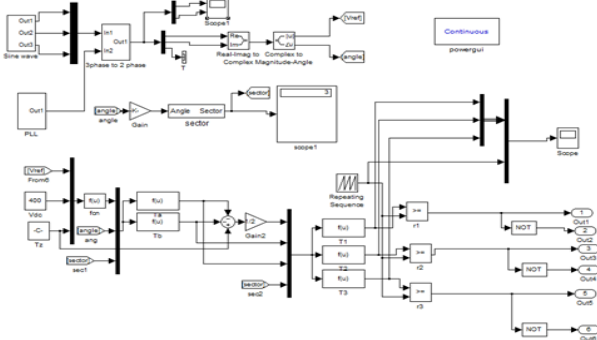 Out1
Out2
Out3
Sine wave
In1
In2
Out1
3phase to 2 phase
Scope1
T
Re
Im
Real-Imag to
Complex
|u|
Complex to
Magnitude-Angle
[Vref]
[angle]
Continuous
powergui
Out1
PLL
[angle]
angle
-K-
Gain
Angle Sector
sector
[sector]
3
scope1
Scope
Repeating
Sequence
[Vref]
From6
400
Vdc
-C-
Tz
f(u)
fcn
[angle]
ang
[sector]
sec1
f(u)
Ta
f(u)
Tb
1/2
Gain2
[sector]
sec2
f(u)
T1
f(u)
T2
f(u)
T3
>=
r1
>=
r2
>=
r3
NOT
NOT
NOT
1
Out1
2
Out2
3
Out3
4
Out4
5
Out5
6
Out6